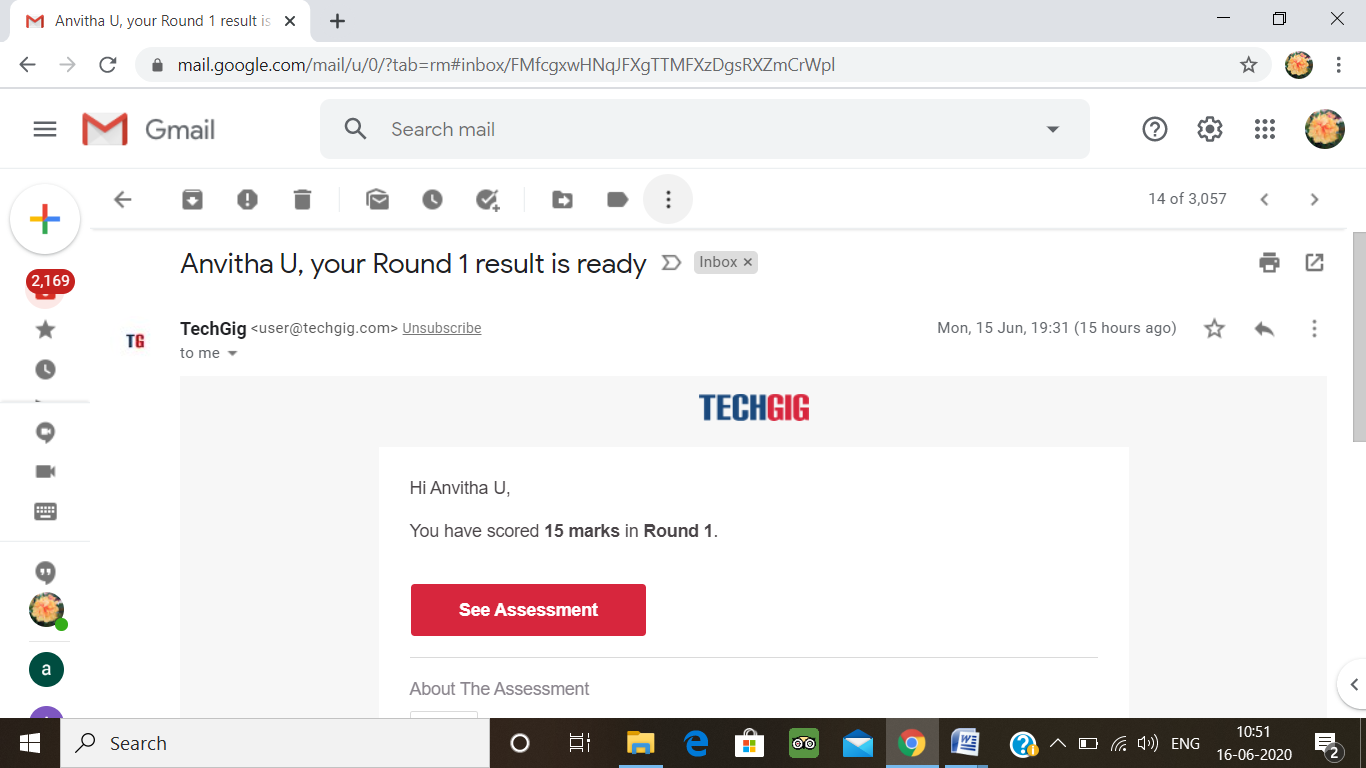 Anvitha U, your Round 1 result is
mail.google.com/mail/u/0/?tab=rm#inbox/FMfcgxwHNqJFXgTTMFXzDgsRXZmCrWpl
Gmail
Search mail
14 of 3,057
2,169
Anvitha U, your Round 1 result is ready
Inbox ×
TG
TechGig <user@techgig.com> Unsubscribe
Mon, 15 Jun, 19:31 (15 hours ago)
to me
TECHGIG
Hi Anvitha U,
You have scored 15 marks in Round 1.
See Assessment
a
About The Assessment
Search
ENG
10:51
16-06-2020
2